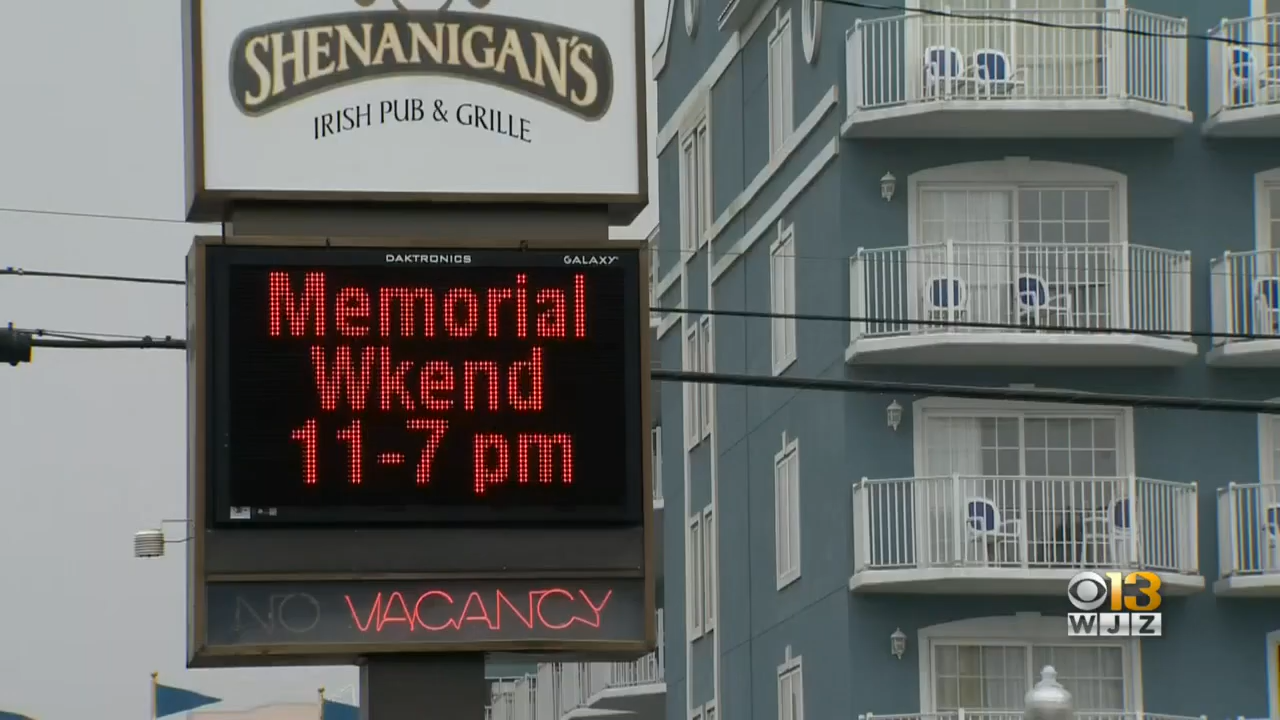 SHENANIGAN'S
IRISH PUB & GRILLE
DAKTRONICS GALAXY
Memorial
Wkend
11-7 pm
NO VACANCY
13
WJZ